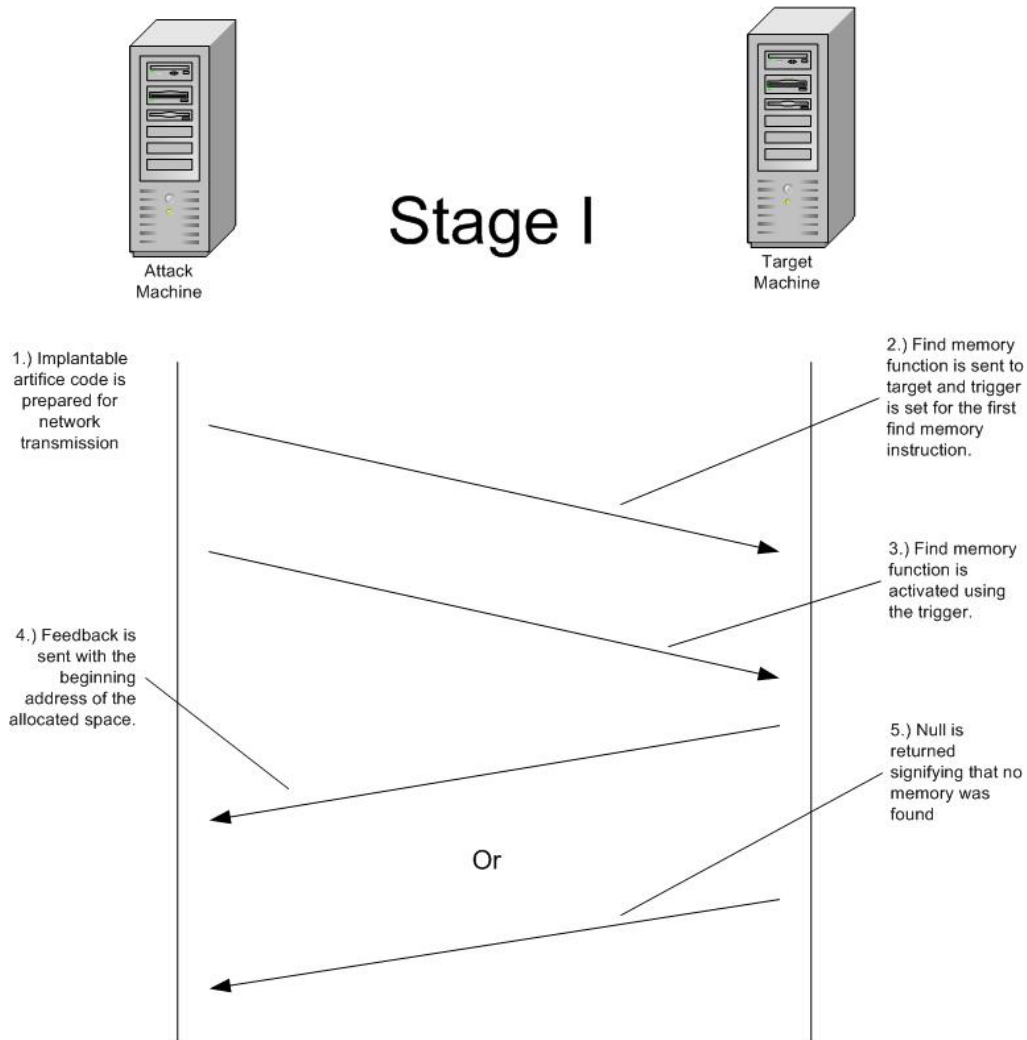 Attack
Machine
Stage I
Target
Machine
1.) Implantable
artifice code is
prepared for
network
transmission
2.) Find memory
function is sent to
target and trigger
is set for the first
find memory
instruction.
3.) Find memory
function is
activated using
the trigger.
4.) Feedback is
sent with the
beginning
address of the
allocated space.
5.) Null is
returned
signifying that no
memory was
found
Or